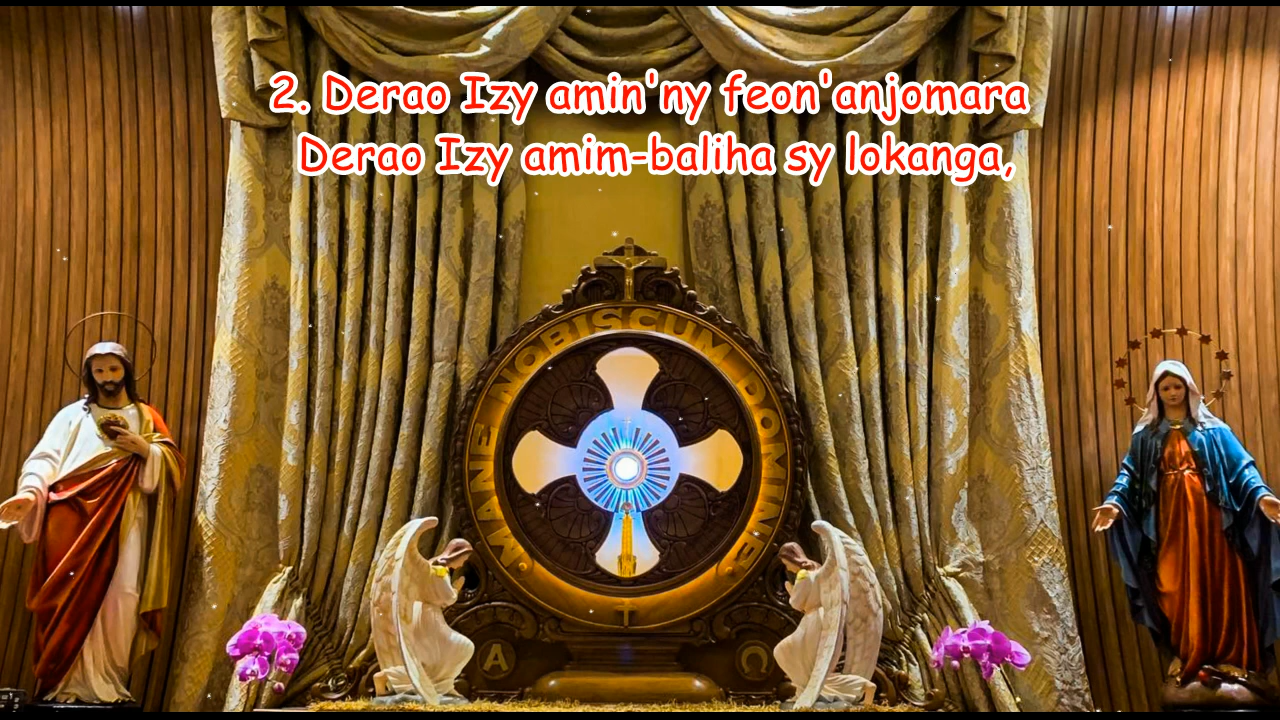 2. Derao Izy amin'ny feon'anjomara
Derao Izy amim-baliha sy lokanga,
MANE NOBISCUM DOMINE
A